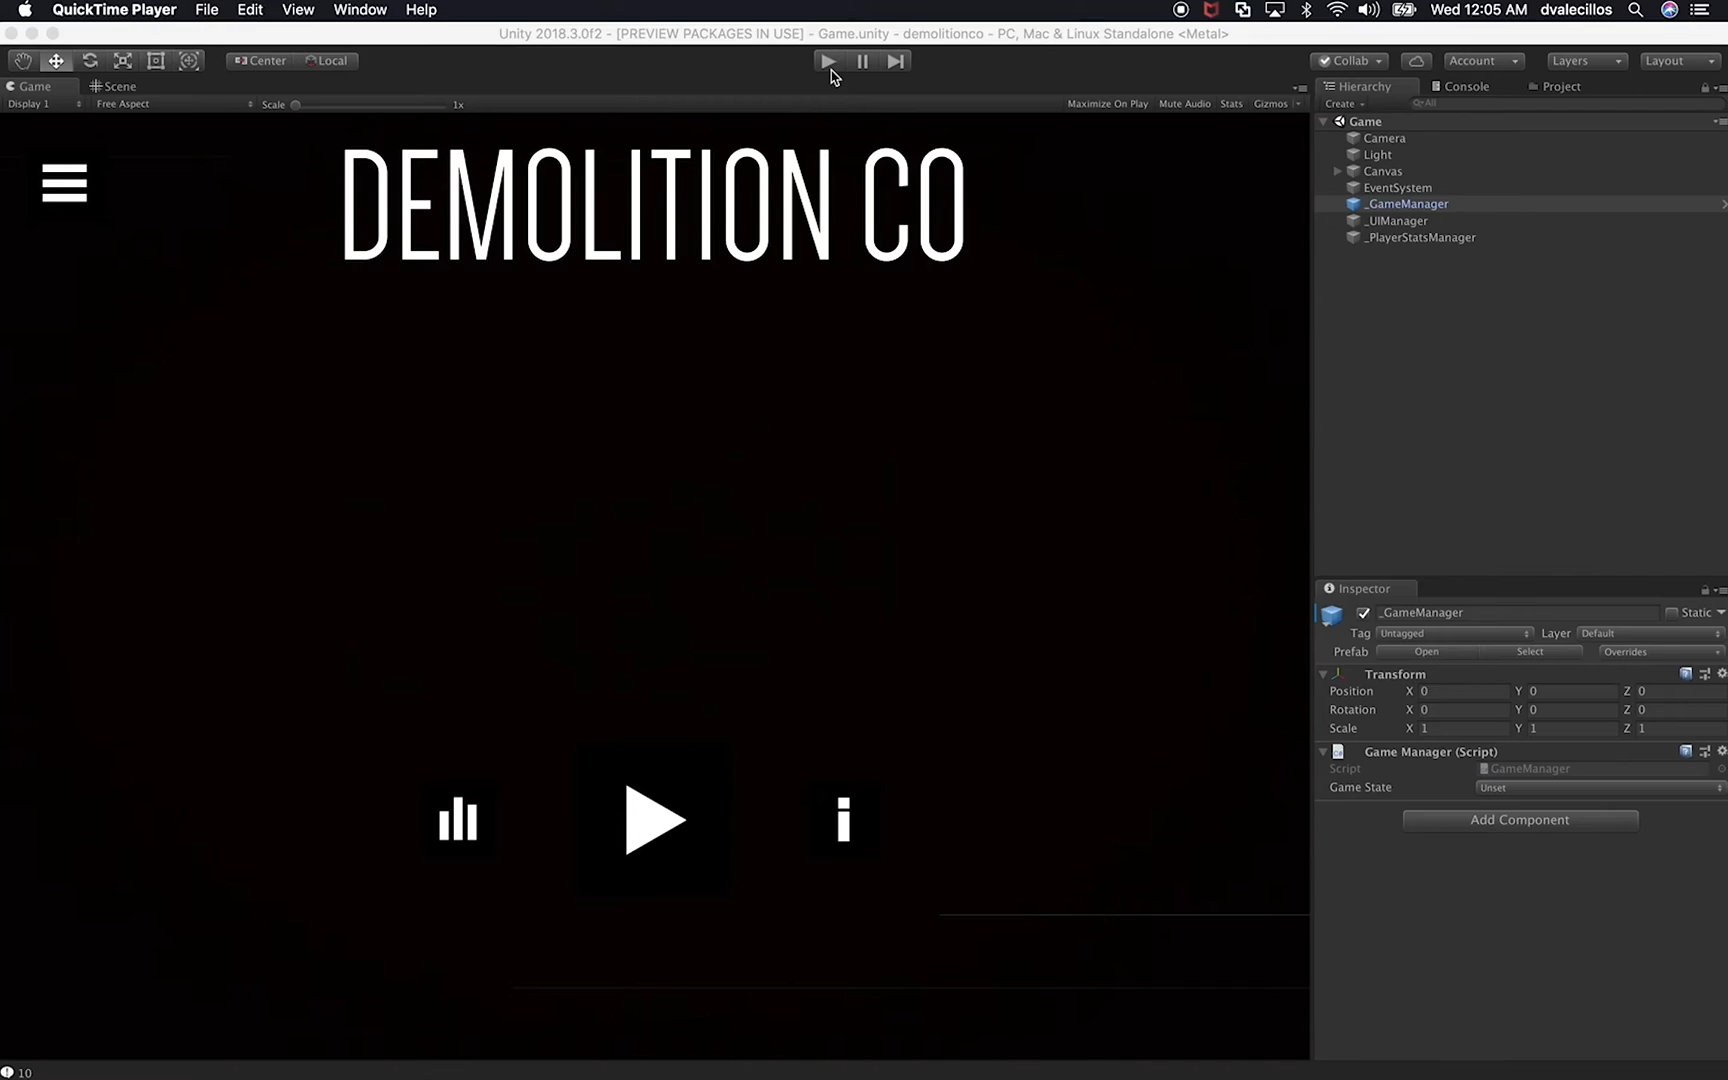 QuickTime Player File Edit View Window Help Wed 12:05 AM dvalecillos
Unity 2018.3.0f2 - [PREVIEW PACKAGES IN USE] - Game.unity - demolitionco - PC, Mac & Linux Standalone <Metal>
Center Local Collab Account Layers Layout
Game Scene Hierarchy Console Project
Display 1 Free Aspect Scale 1x Maximize On Play Mute Audio Stats Gizmos Create All
Game
Camera
Light
Canvas
EventSystem
_GameManager
_UIManager
_PlayerStatsManager
DEMOLITION CO
Inspector
_GameManager Static
Tag Untagged Layer Default
Prefab Open Select Overrides
Transform
Position X 0 Y 0 Z 0
Rotation X 0 Y 0 Z 0
Scale X 1 Y 1 Z 1
Game Manager (Script)
Script GameManager
Game State Unset
Add Component
10